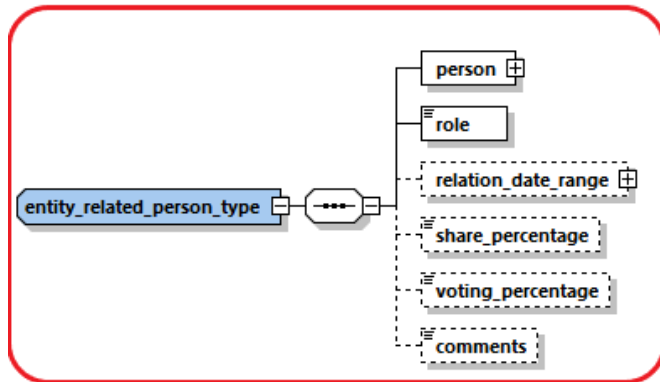 person
role
entity_related_person_type
relation_date_range
share_percentage
voting_percentage
comments